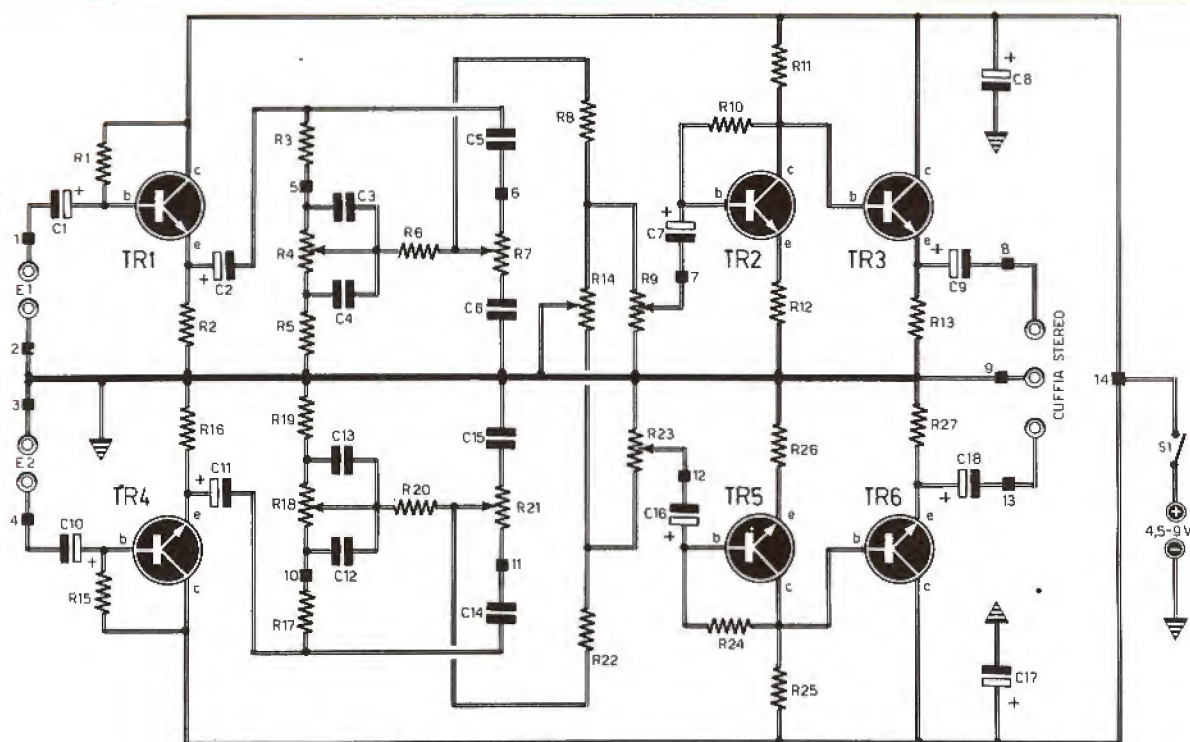 R11
C8
+
R8
R10
R3
C5
R1
c
5
C3
6
c
c
C1
+
b
b
b
1
R6
C7
+
TR1
e
R4
R7
TR2
e
TR3
e
+
C9
8
7
E1
+
C2
C4
R14
R9
R12
R2
R5
C6
R13
2
9
14
CUFFIA STEREO
3
R16
R19
C15
R23
R26
R27
S1
C13
E2
TR4
+
C11
12
TR5
TR6
C18
+
13
e
R18
R20
R21
C16
e
e
4,5-9 V
+
-
4
C10
b
b
b
+
+
10
C12
11
R15
c
c
c
R17
C14
R24
R22
R25
C17
+